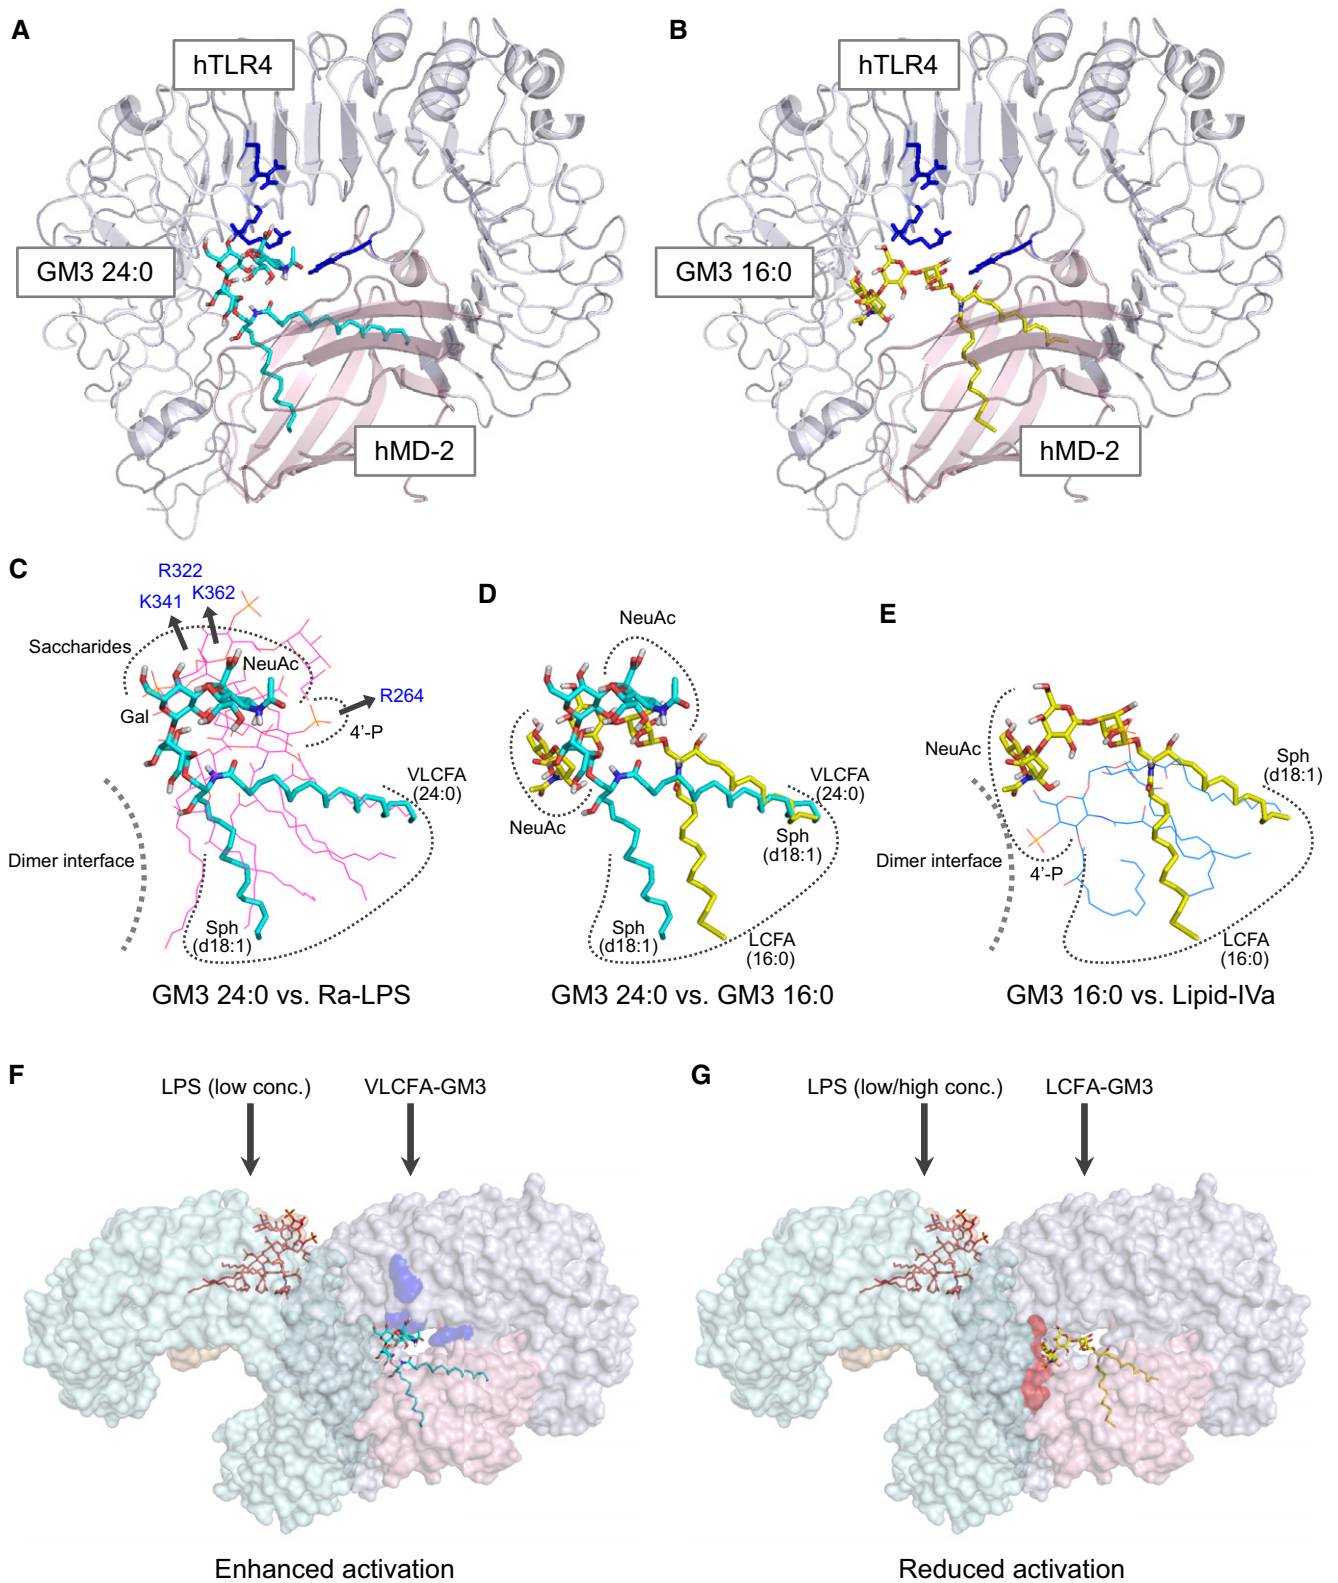 A
hTLR4
GM3 24:0
hMD-2
B
hTLR4
GM3 16:0
hMD-2
C
R322
K341
K362
Saccharides
NeuAc
R264
Gal
4’-P
VLCFA
(24:0)
Dimer interface
Sph
(d18:1)
GM3 24:0 vs. Ra-LPS
D
NeuAc
NeuAc
VLCFA
(24:0)
Sph
(d18:1)
Sph
(d18:1)
LCFA
(16:0)
GM3 24:0 vs. GM3 16:0
E
NeuAc
Sph
(d18:1)
Dimer interface
4’-P
LCFA
(16:0)
GM3 16:0 vs. Lipid-IVa
F
LPS (low conc.)
VLCFA-GM3
Enhanced activation
G
LPS (low/high conc.)
LCFA-GM3
Reduced activation